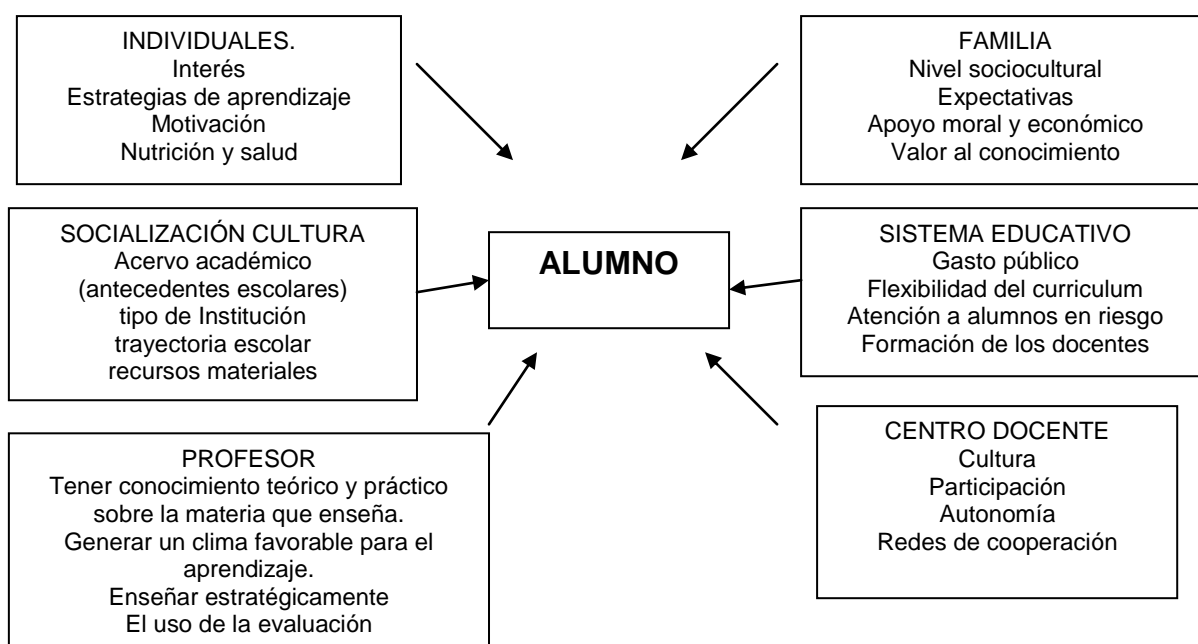 INDIVIDUALES.
Interés
Estrategias de aprendizaje
Motivación
Nutrición y salud
FAMILIA
Nivel sociocultural
Expectativas
Apoyo moral y económico
Valor al conocimiento
SOCIALIZACIÓN CULTURA
Acervo académico
(antecedentes escolares)
tipo de Institución
trayectoria escolar
recursos materiales
ALUMNO
SISTEMA EDUCATIVO
Gasto público
Flexibilidad del curriculum
Atención a alumnos en riesgo
Formación de los docentes
PROFESOR
Tener conocimiento teórico y práctico
sobre la materia que enseña.
Generar un clima favorable para el
aprendizaje.
Enseñar estratégicamente
El uso de la evaluación
CENTRO DOCENTE
Cultura
Participación
Autonomía
Redes de cooperación